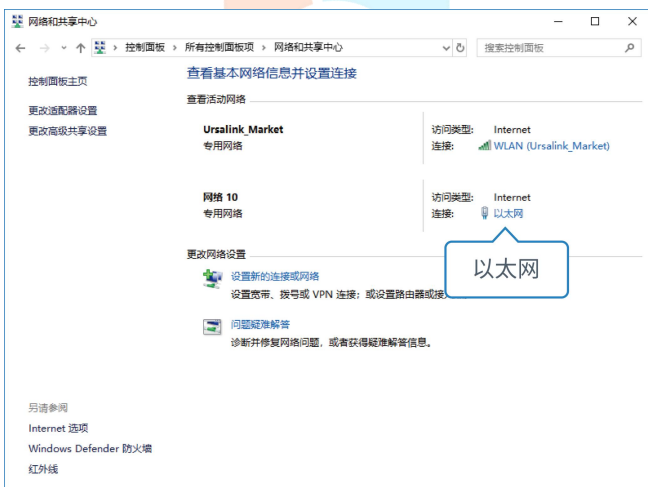 网络和共享中心
控制面板 › 所有控制面板项 › 网络和共享中心
搜索控制面板
控制面板主页
更改适配器设置
更改高级共享设置
查看基本网络信息并设置连接
查看活动网络
Ursalink_Market
专用网络
访问类型: Internet
连接: WLAN (Ursalink_Market)
网络 10
专用网络
访问类型: Internet
连接: 以太网
以太网
更改网络设置
设置新的连接或网络
设置宽带、拨号或 VPN 连接；或设置路由器或接
问题疑难解答
诊断并修复网络问题，或者获得疑难解答信息。
另请参阅
Internet 选项
Windows Defender 防火墙
红外线